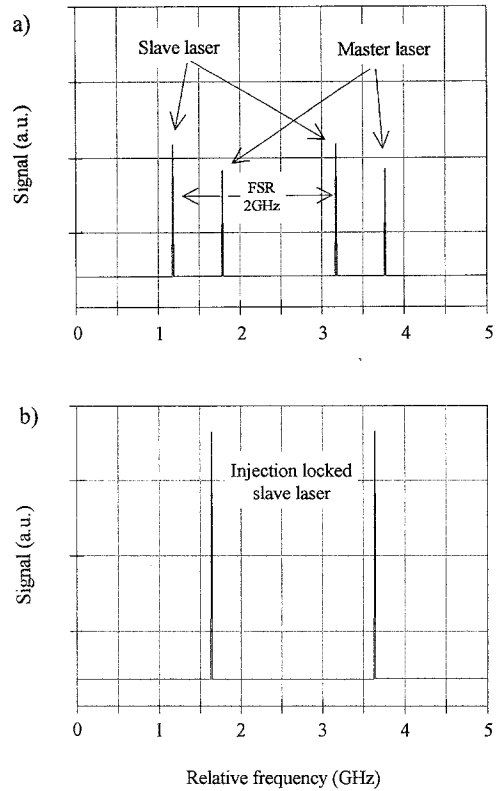 a)
Slave laser
Master laser
Signal (a.u.)
FSR
2GHz
0 1 2 3 4 5
b)
Injection locked
slave laser
Signal (a.u.)
0 1 2 3 4 5
Relative frequency (GHz)